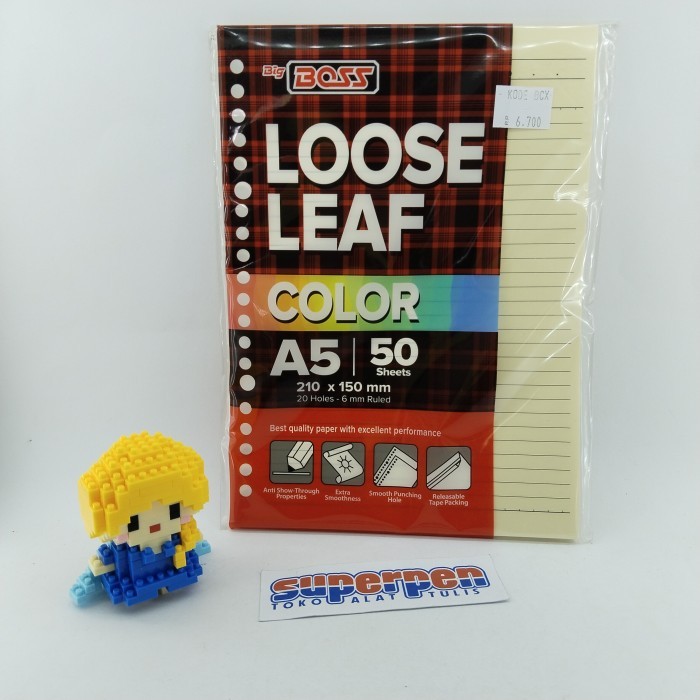 Big BOSS
KODE BCX
6.700
LOOSE
LEAF
COLOR
A5 | 50
Sheets
210 x 150 mm
20 Holes - 6 mm Ruled
Best quality paper with excellent performance
Anti Show-Through
Properties
Extra
Smoothness
Smooth Punching
Hole
Releasable
Tape Packing
superpen
TOKO ALAT TULIS